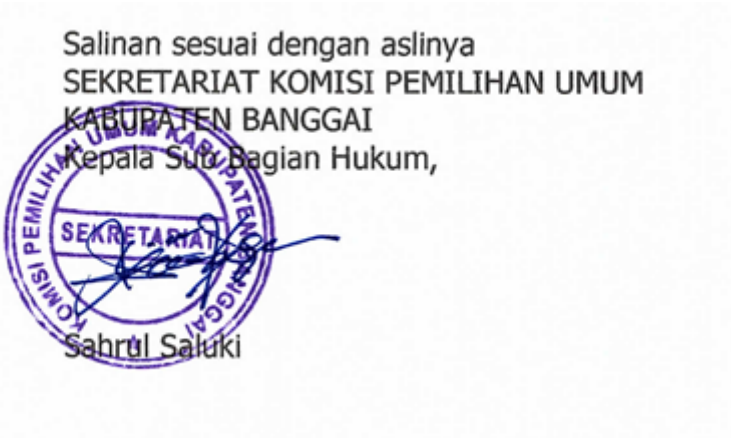 Salinan sesuai dengan aslinya
SEKRETARIAT KOMISI PEMILIHAN UMUM
KABUPATEN BANGGAI
Kepala Sub Bagian Hukum,
KOMISI PEMILIHAN UMUM KABUPATEN BANGGAI
SEKRETARIAT
Sahrul Saluki